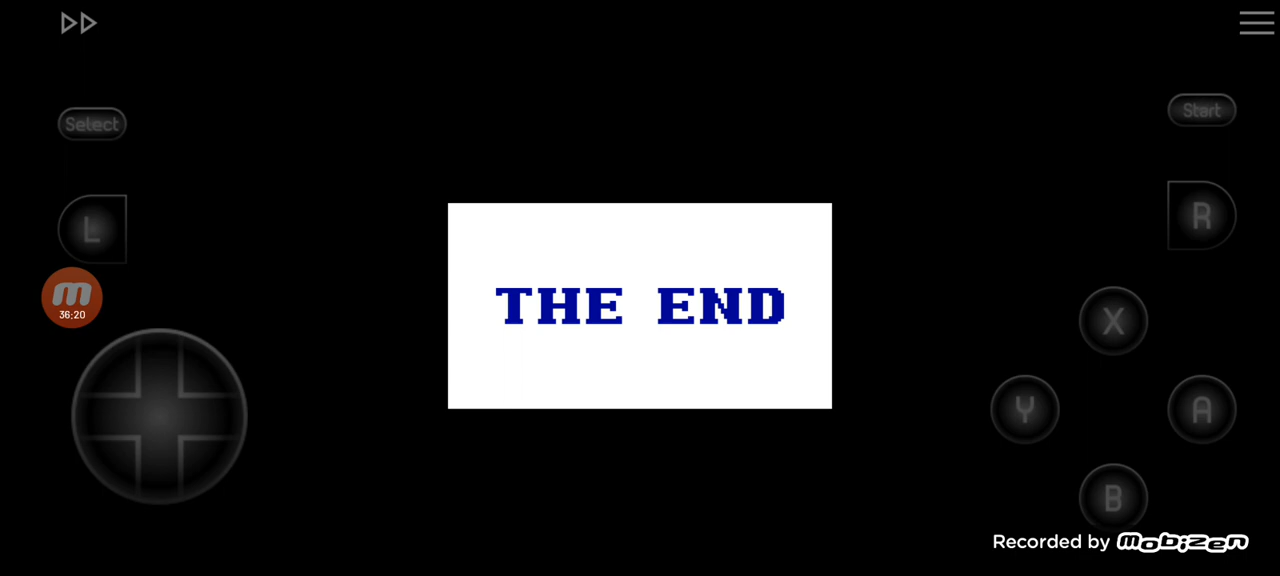 Select
Start
L
R
m
36:20
THE END
X
Y
A
B
Recorded by mobizen